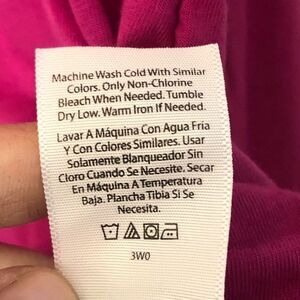 Machine Wash Cold With Similar
Colors. Only Non-Chlorine
Bleach When Needed. Tumble
Dry Low. Warm Iron If Needed.
Lavar A Máquina Con Agua Fria
Y Con Colores Similares. Usar
Solamente Blanqueador Sin
Cloro Cuando Se Necesite. Secar
En Máquina A Temperatura
Baja. Plancha Tibia Si Se
Necesita.
3W0